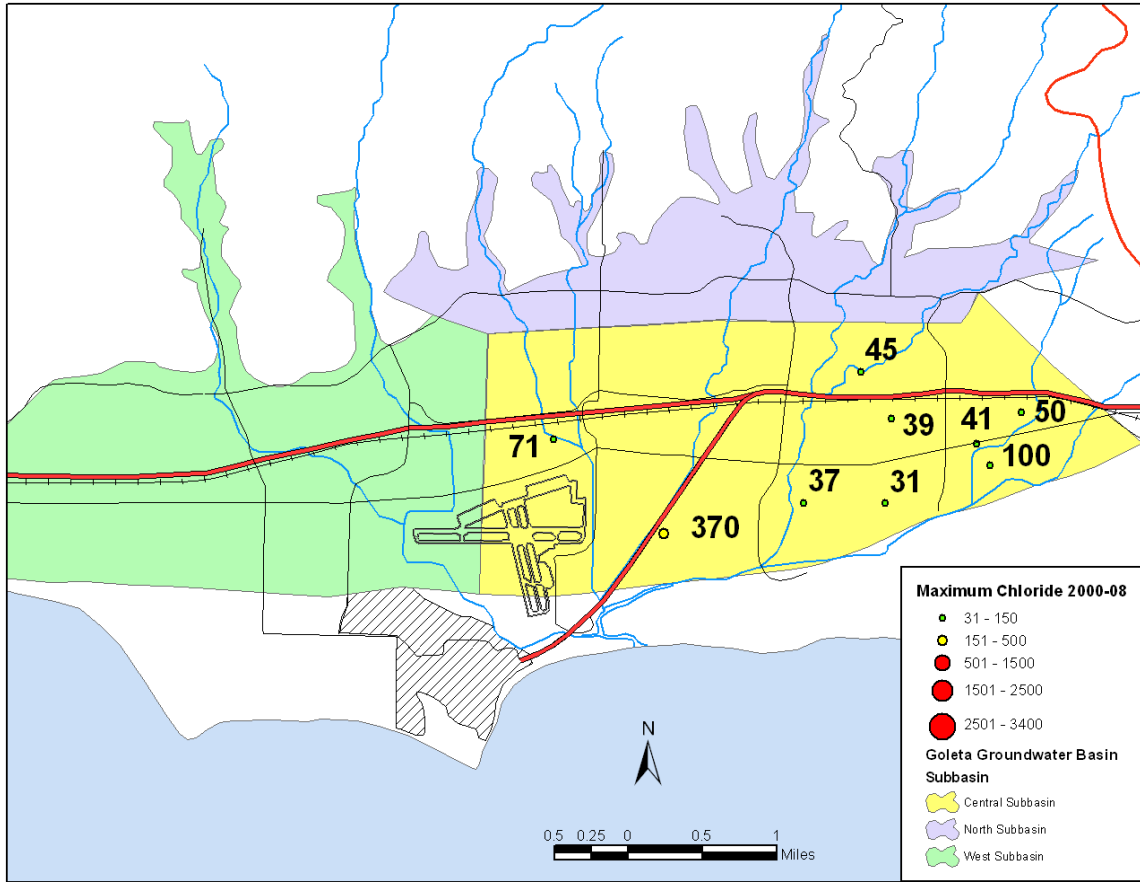 45
50
39
41
71
100
37
31
370
Maximum Chloride 2000-08
31 - 150
151 - 500
501 - 1500
1501 - 2500
2501 - 3400
Goleta Groundwater Basin
Subbasin
Central Subbasin
North Subbasin
West Subbasin
N
0.5 0.25 0 0.5 1
Miles